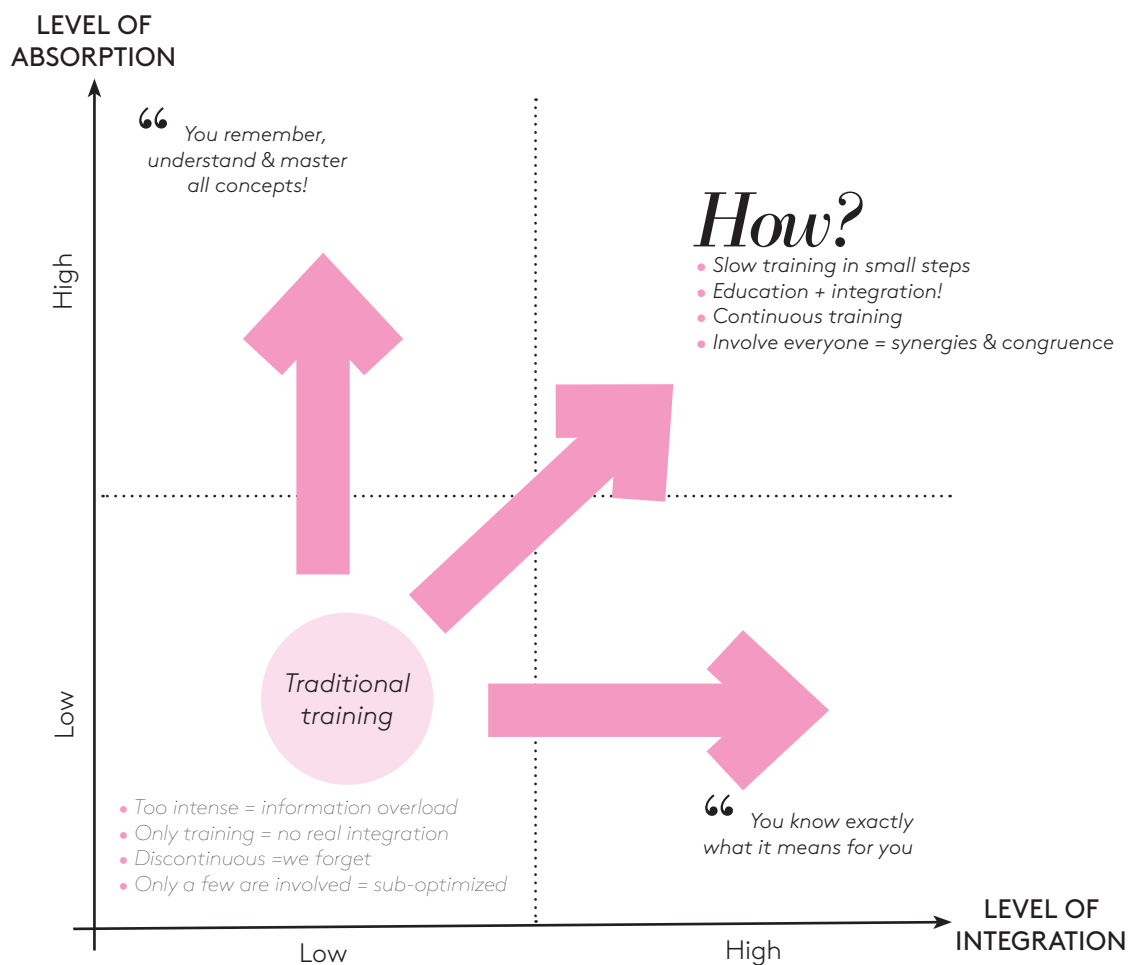 LEVEL OF
ABSORPTION
“ You remember,
understand & master
all concepts!
How?
• Slow training in small steps
• Education + integration!
• Continuous training
• Involve everyone = synergies & congruence
High
Low
Traditional
training
• Too intense = information overload
• Only training = no real integration
• Discontinuous =we forget
• Only a few are involved = sub-optimized
“ You know exactly
what it means for you
LEVEL OF
INTEGRATION
Low
High